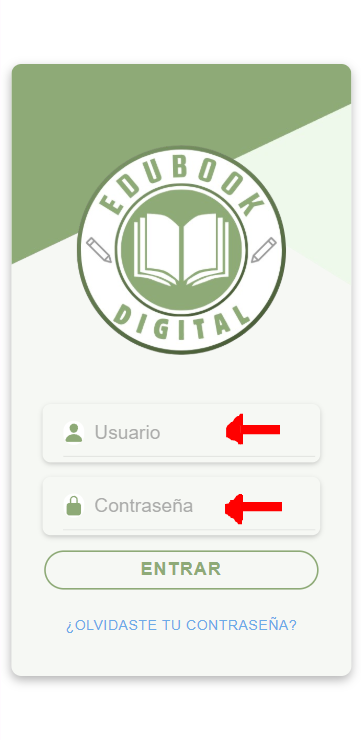 EDUBOOK
DIGITAL
Usuario
Contraseña
ENTRAR
¿OLVIDASTE TU CONTRASEÑA?